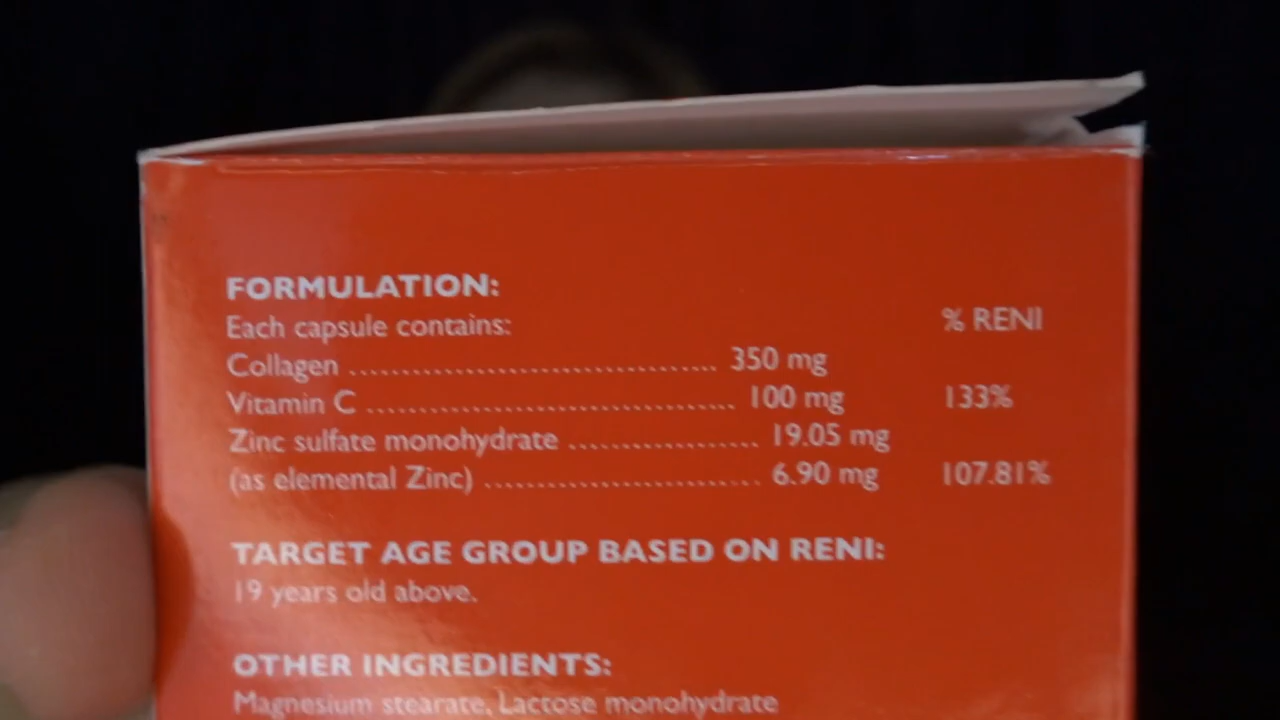 FORMULATION:
Each capsule contains: % RENI
Collagen ..................................... 350 mg
Vitamin C ..................................... 100 mg 133%
Zinc sulfate monohydrate ................... 19.05 mg
(as elemental Zinc) ............................ 6.90 mg 107.81%
TARGET AGE GROUP BASED ON RENI:
19 years old above.
OTHER INGREDIENTS:
Magnesium stearate, Lactose monohydrate